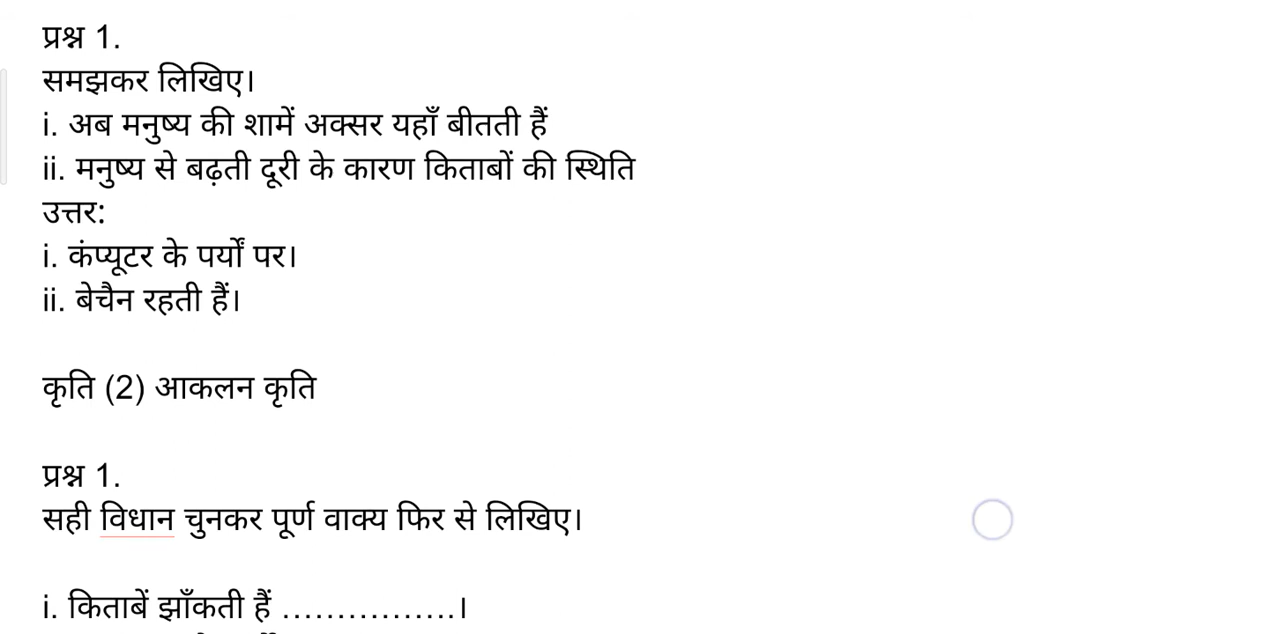 प्रश्न 1.
समझकर लिखिए।
i. अब मनुष्य की शामें अक्सर यहाँ बीतती हैं
ii. मनुष्य से बढ़ती दूरी के कारण किताबों की स्थिति
उत्तर:
i. कंप्यूटर के पर्यों पर।
ii. बेचैन रहती हैं।
कृति (2) आकलन कृति
प्रश्न 1.
सही विधान चुनकर पूर्ण वाक्य फिर से लिखिए।
i. किताबें झाँकती हैं ................।